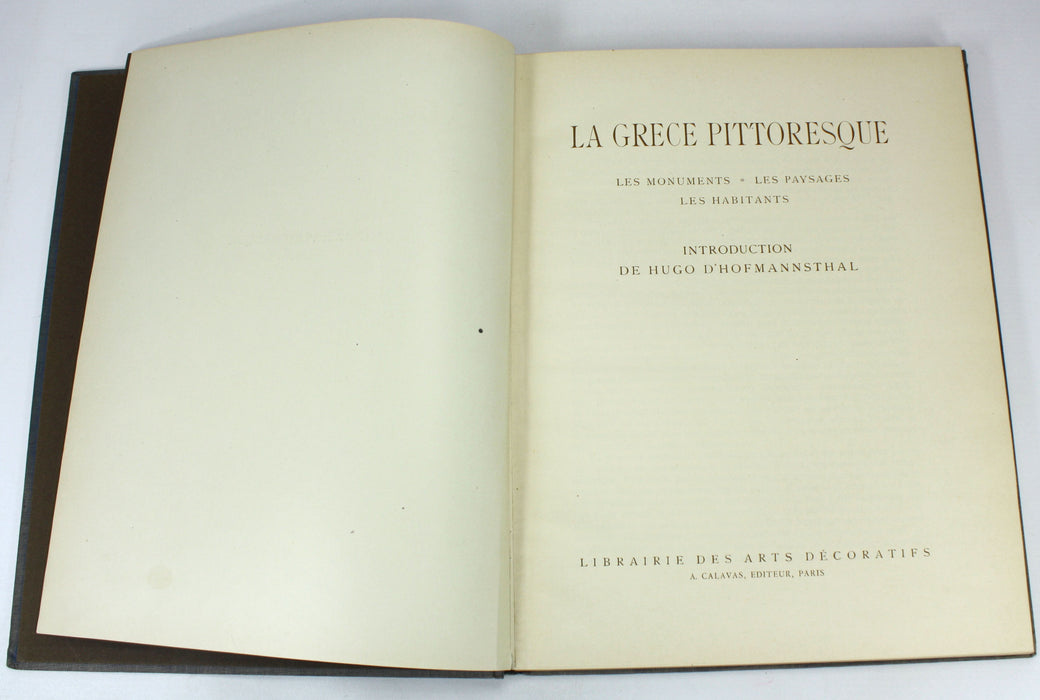 LA GRECE PITTORESQUE
LES MONUMENTS * LES PAYSAGES
LES HABITANTS
INTRODUCTION
DE HUGO D'HOFMANNSTHAL
LIBRAIRIE DES ARTS DÉCORATIFS
A. CALAVAS, EDITEUR, PARIS